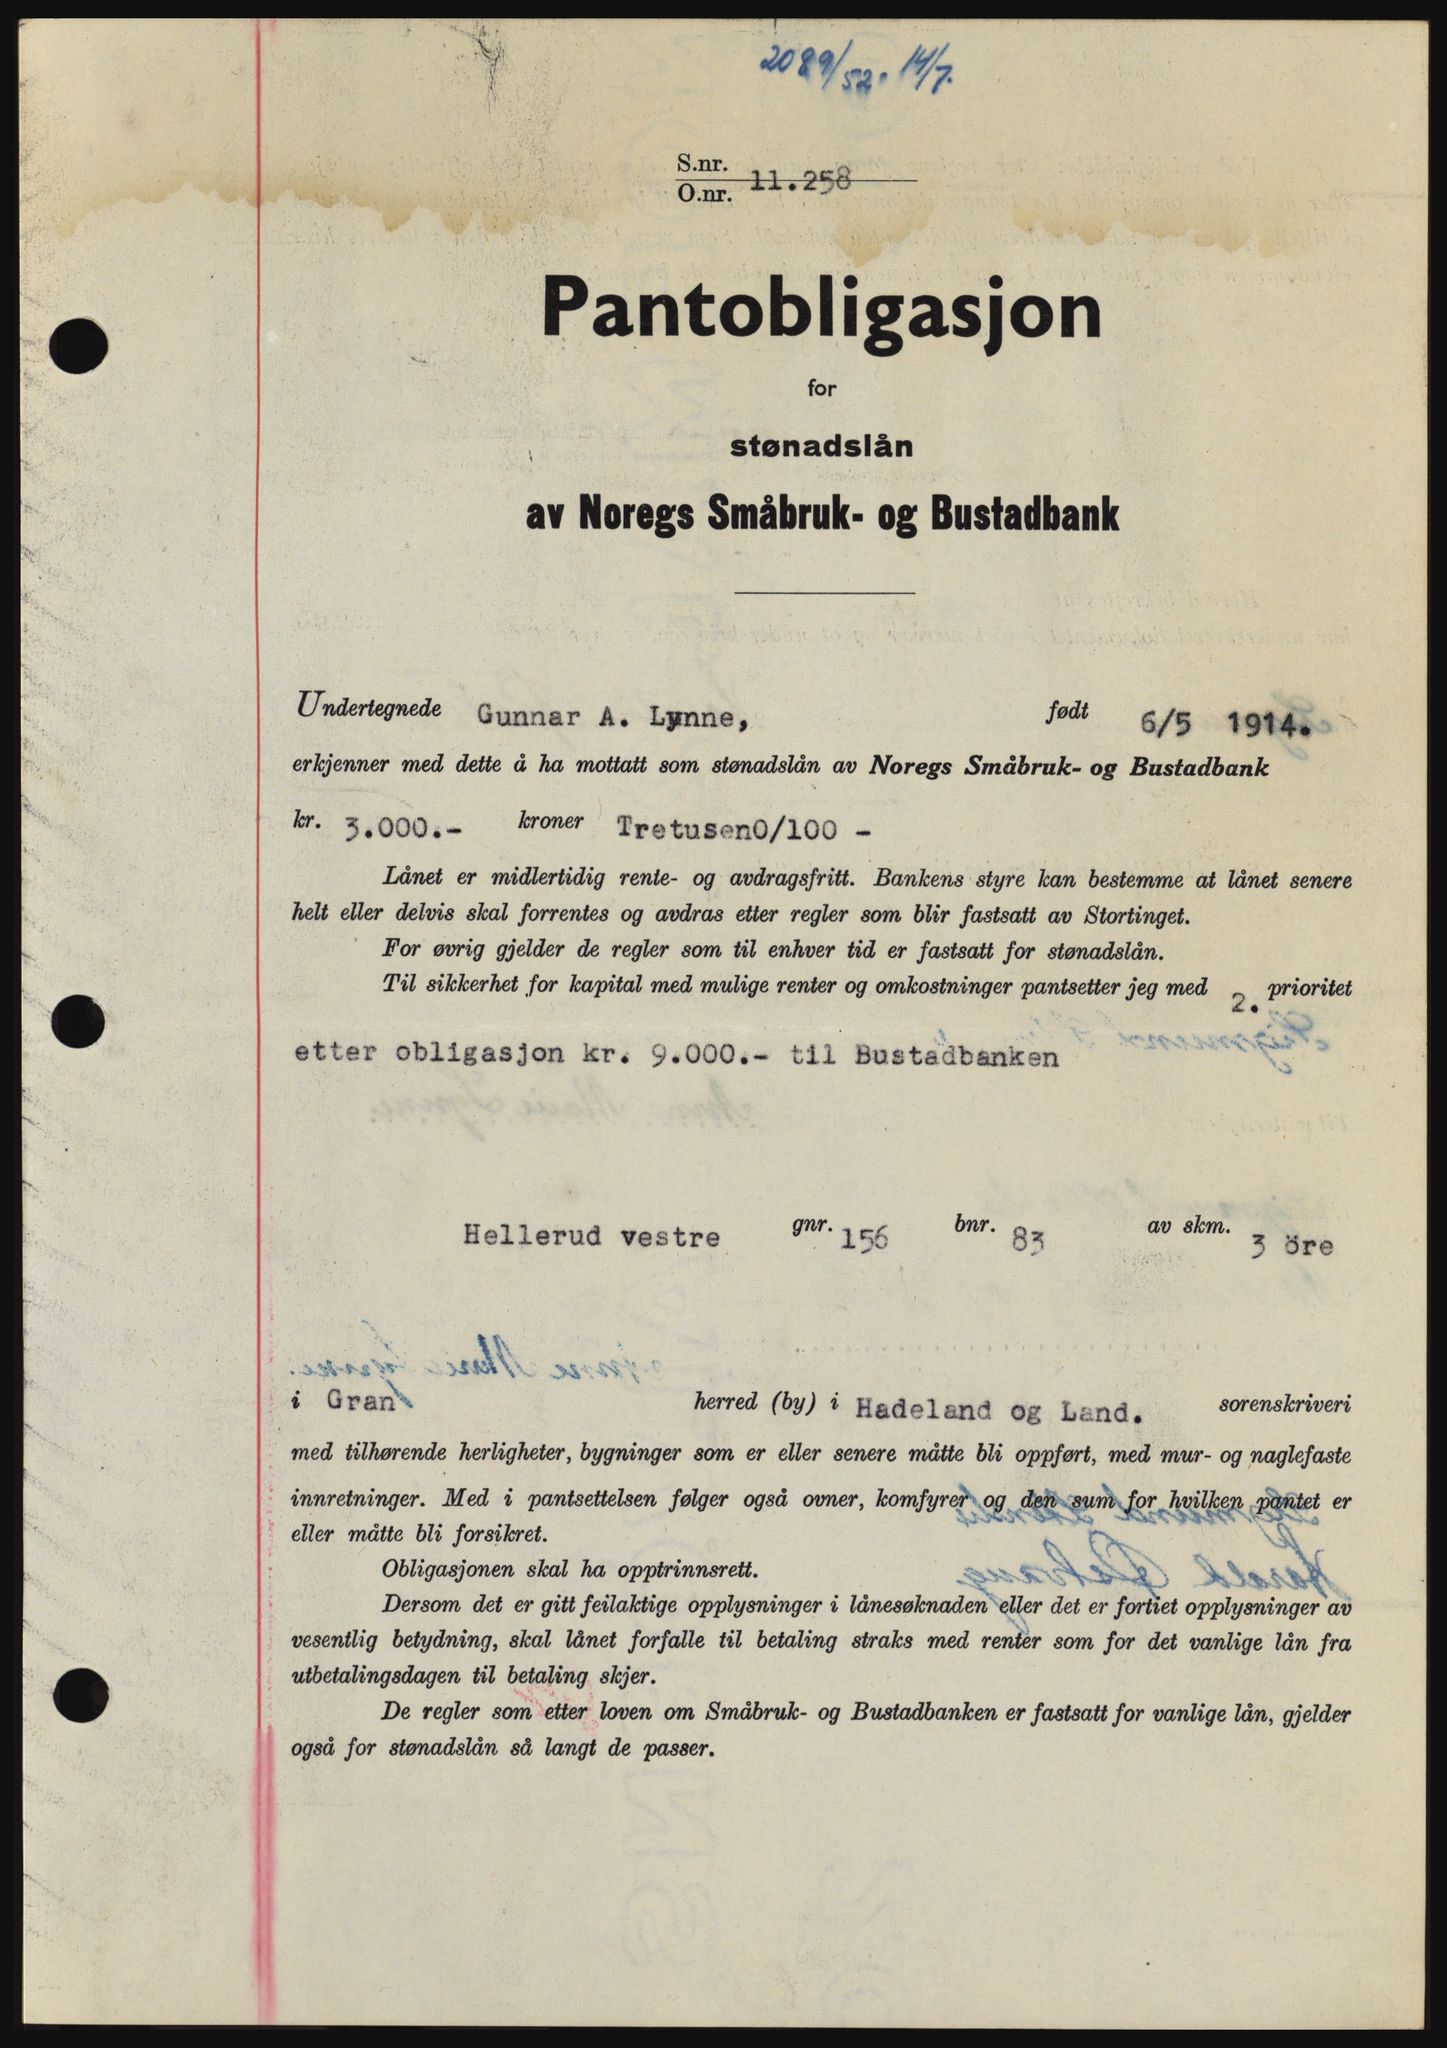 2089/52. 14/7.
S.nr.
O.nr. 11.258
Pantobligasjon
for
stønadslån
av Noregs Småbruk- og Bustadbank
Undertegnede Gunnar A. Lynne, født 6/5 1914.
erkjenner med dette å ha mottatt som stønadslån av Noregs Småbruk- og Bustadbank
kr. 3.000.- kroner Tretusen0/100 -
Lånet er midlertidig rente- og avdragsfritt. Bankens styre kan bestemme at lånet senere
helt eller delvis skal forrentes og avdras etter regler som blir fastsatt av Stortinget.
For øvrig gjelder de regler som til enhver tid er fastsatt for stønadslån.
Til sikkerhet for kapital med mulige renter og omkostninger pantsetter jeg med 2. prioritet
etter obligasjon kr. 9.000.- til Bustadbanken
Hellerud vestre gnr. 156 bnr. 83 av skm. 3 öre
i Gran herred (by) i Hadeland og Land. sorenskriveri
med tilhørende herligheter, bygninger som er eller senere måtte bli oppført, med mur- og naglefaste
innretninger. Med i pantsettelsen følger også ovner, komfyrer og den sum for hvilken pantet er
eller måtte bli forsikret.
Obligasjonen skal ha opptrinnsrett.
Dersom det er gitt feilaktige opplysninger i lånesøknaden eller det er fortiet opplysninger av
vesentlig betydning, skal lånet forfalle til betaling straks med renter som for det vanlige lån fra
utbetalingsdagen til betaling skjer.
De regler som etter loven om Småbruk- og Bustadbanken er fastsatt for vanlige lån, gjelder
også for stønadslån så langt de passer.